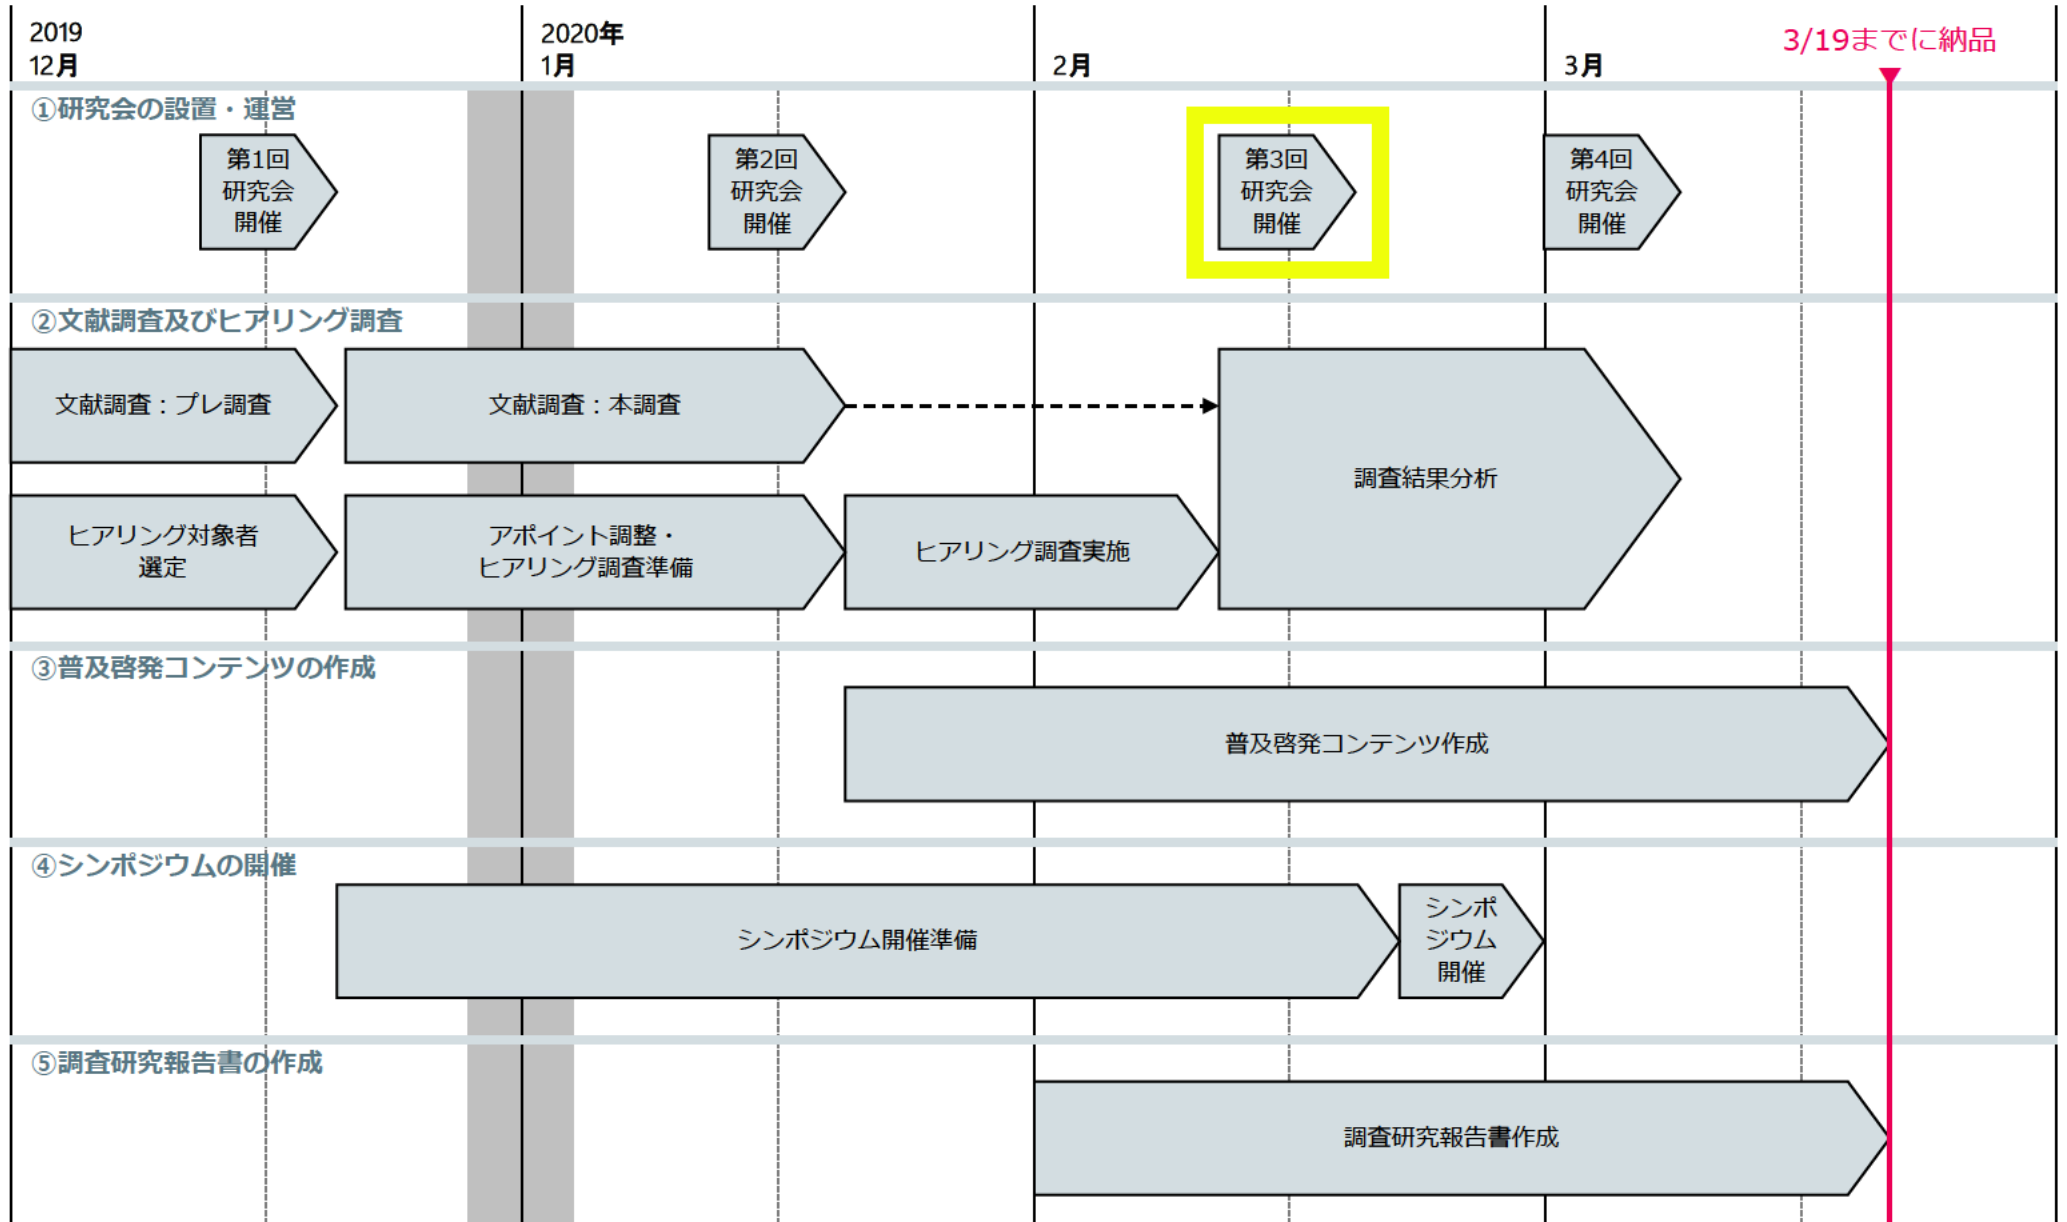 2019
12月
2020年
1月
2月
3月
3/19までに納品
①研究会の設置・運営
第1回
研究会
開催
第2回
研究会
開催
第3回
研究会
開催
第4回
研究会
開催
②文献調査及びヒアリング調査
文献調査：プレ調査
文献調査：本調査
調査結果分析
ヒアリング対象者
選定
アポイント調整・
ヒアリング調査準備
ヒアリング調査実施
③普及啓発コンテンツの作成
普及啓発コンテンツ作成
④シンポジウムの開催
シンポジウム開催準備
シンポ
ジウム
開催
⑤調査研究報告書の作成
調査研究報告書作成